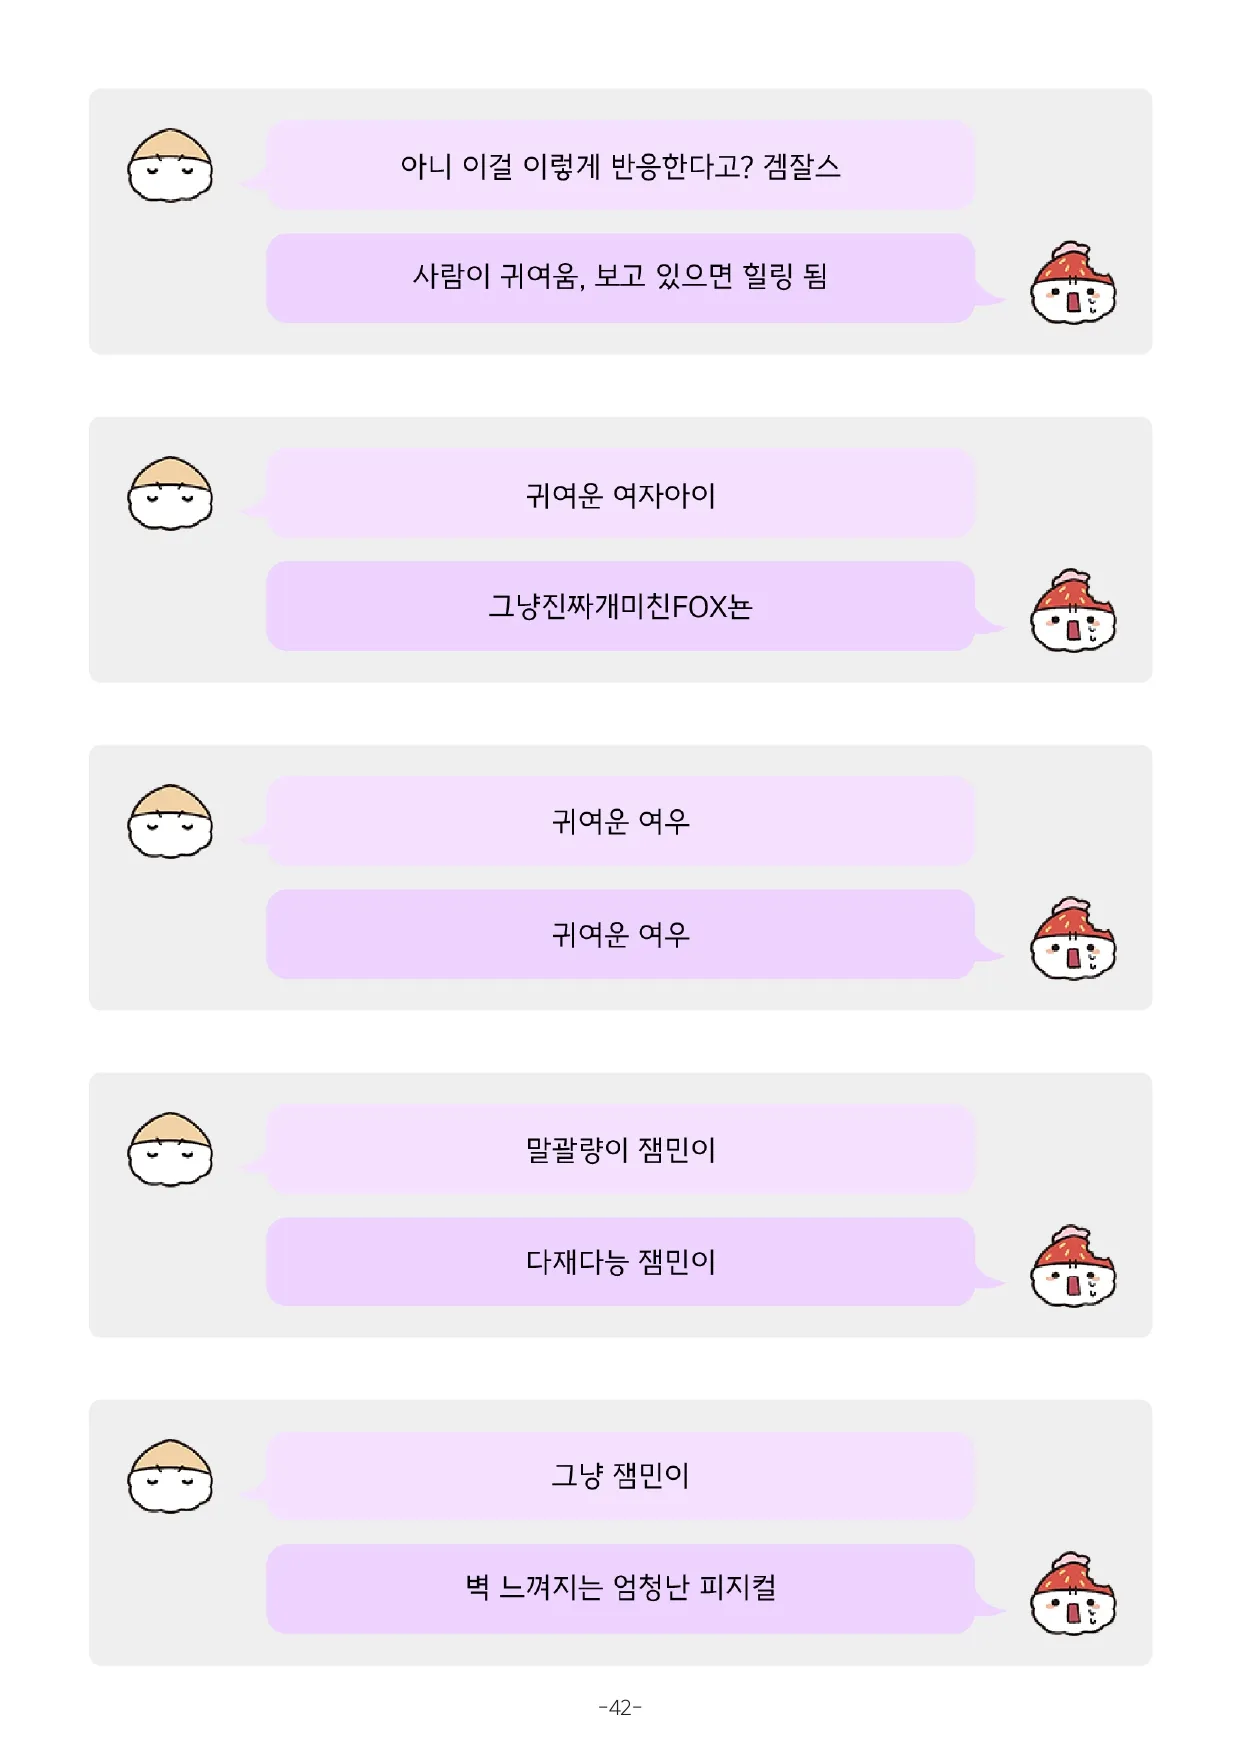 아니 이걸 이렇게 반응한다고? 겜잘스
사람이 귀여움, 보고 있으면 힐링 됨
귀여운 여자아이
그냥진짜개미친FOX뇬
귀여운 여우
귀여운 여우
말괄량이 잼민이
다재다능 잼민이
그냥 잼민이
벽 느껴지는 엄청난 피지컬
-42-